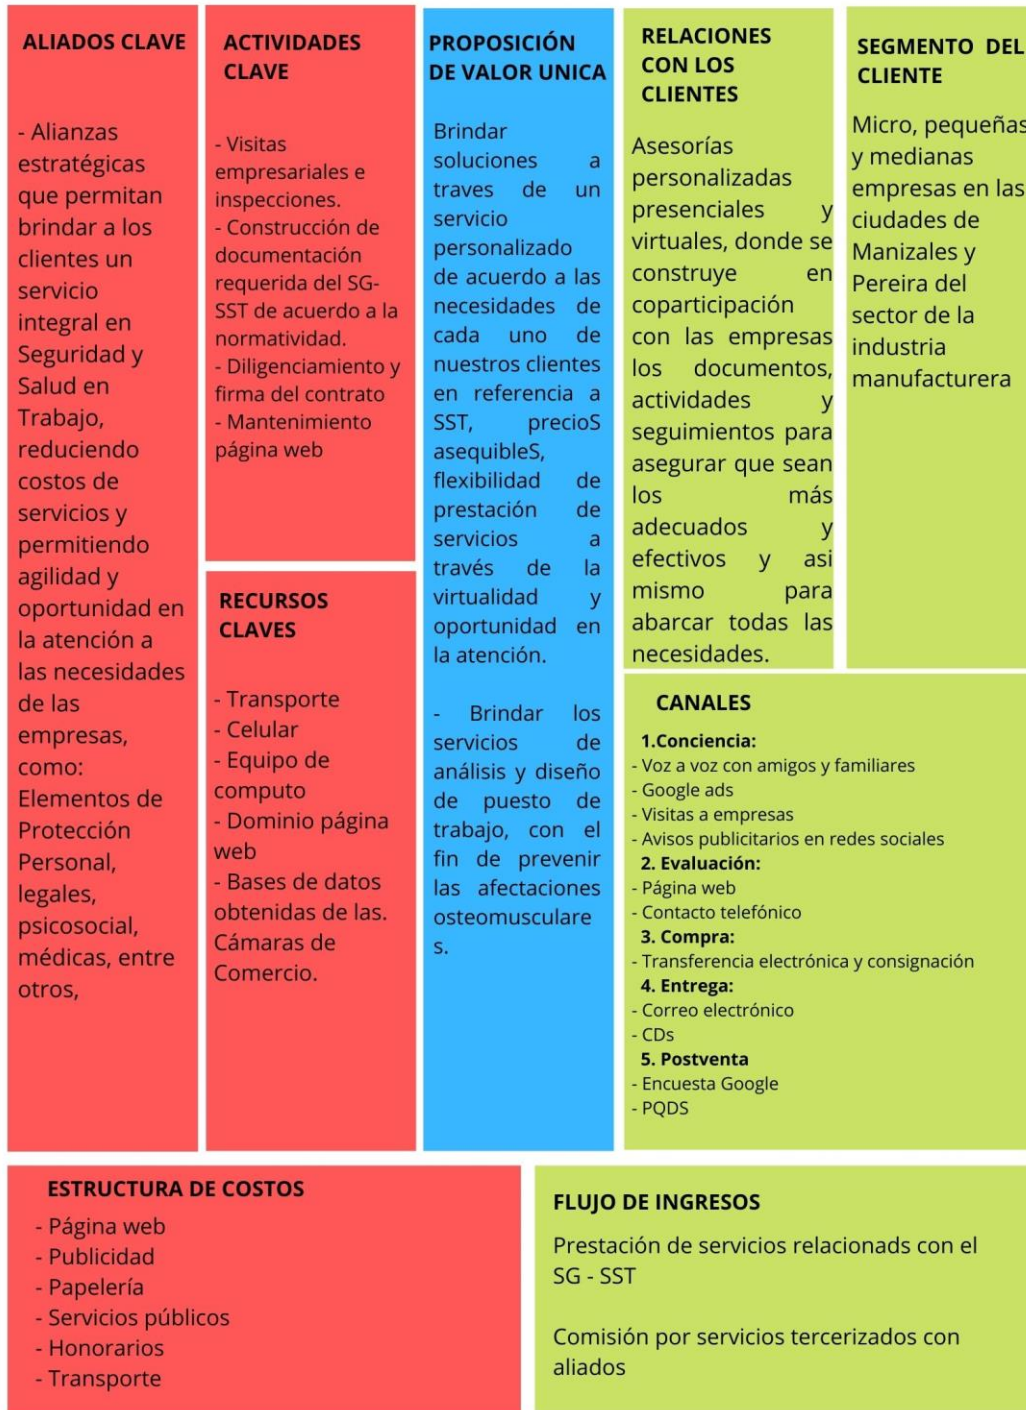 ALIADOS CLAVE
- Alianzas
estratégicas
que permitan
brindar a los
clientes un
servicio
integral en
Seguridad y
Salud en
Trabajo,
reduciendo
costos de
servicios y
permitiendo
agilidad y
oportunidad en
la atención a
las necesidades
de las
empresas,
como:
Elementos de
Protección
Personal,
legales,
psicosocial,
médicas, entre
otros,
ACTIVIDADES
CLAVE
- Visitas
empresariales e
inspecciones.
- Construcción de
documentación
requerida del SG-
SST de acuerdo a la
normatividad.
- Diligenciamiento y
firma del contrato
- Mantenimiento
página web
RECURSOS
CLAVES
- Transporte
- Celular
- Equipo de
computo
- Dominio página
web
- Bases de datos
obtenidas de las.
Cámaras de
Comercio.
PROPOSICIÓN
DE VALOR UNICA
Brindar
soluciones a
traves de un
servicio
personalizado
de acuerdo a las
necesidades de
cada uno de
nuestros clientes
en referencia a
SST, precioS
asequibleS,
flexibilidad de
prestación de
servicios a
través de la
virtualidad y
oportunidad en
la atención.
- Brindar los
servicios de
análisis y diseño
de puesto de
trabajo, con el
fin de prevenir
las afectaciones
osteomusculare
s.
RELACIONES
CON LOS
CLIENTES
Asesorías
personalizadas
presenciales y
virtuales, donde se
construye en
coparticipación
con las empresas
los documentos,
actividades y
seguimientos para
asegurar que sean
los más
adecuados y
efectivos y asi
mismo para
abarcar todas las
necesidades.
SEGMENTO DEL
CLIENTE
Micro, pequeñas
y medianas
empresas en las
ciudades de
Manizales y
Pereira del
sector de la
industria
manufacturera
CANALES
1.Conciencia:
- Voz a voz con amigos y familiares
- Google ads
- Visitas a empresas
- Avisos publicitarios en redes sociales
2. Evaluación:
- Página web
- Contacto telefónico
3. Compra:
- Transferencia electrónica y consignación
4. Entrega:
- Correo electrónico
- CDs
5. Postventa
- Encuesta Google
- PQDS
ESTRUCTURA DE COSTOS
- Página web
- Publicidad
- Papelería
- Servicios públicos
- Honorarios
- Transporte
FLUJO DE INGRESOS
Prestación de servicios relacionads con el
SG - SST
Comisión por servicios tercerizados con
aliados